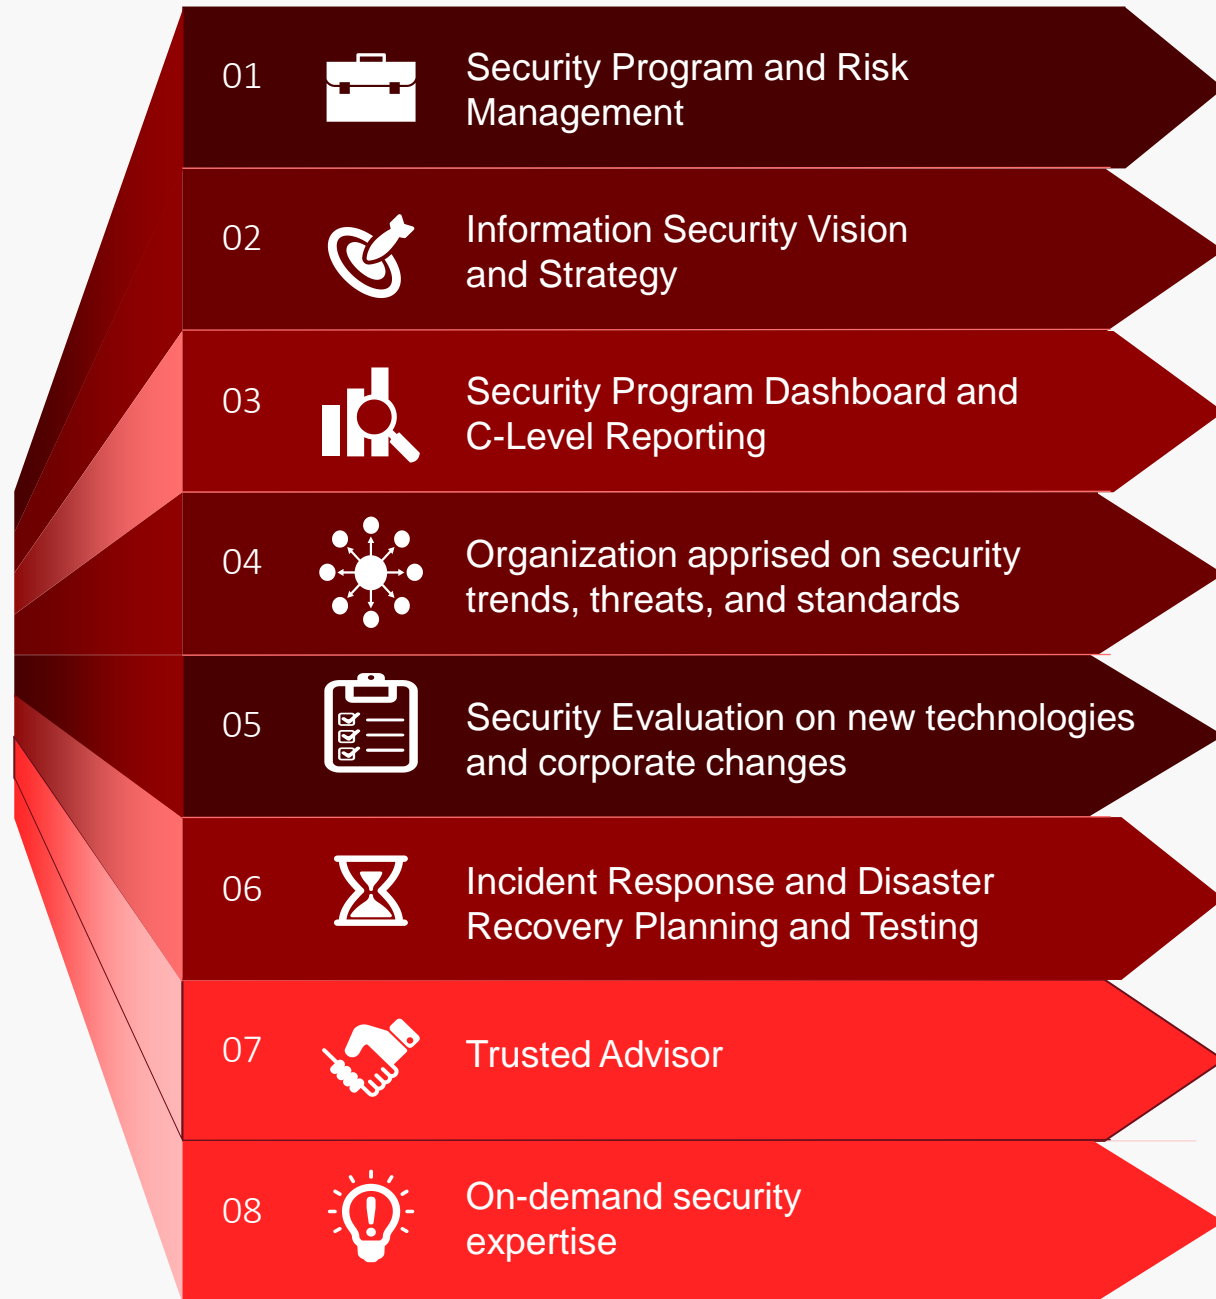 01
Security Program and Risk
Management
02
Information Security Vision
and Strategy
03
Security Program Dashboard and
C-Level Reporting
04
Organization apprised on security
trends, threats, and standards
05
Security Evaluation on new technologies
and corporate changes
06
Incident Response and Disaster
Recovery Planning and Testing
07
Trusted Advisor
08
On-demand security
expertise